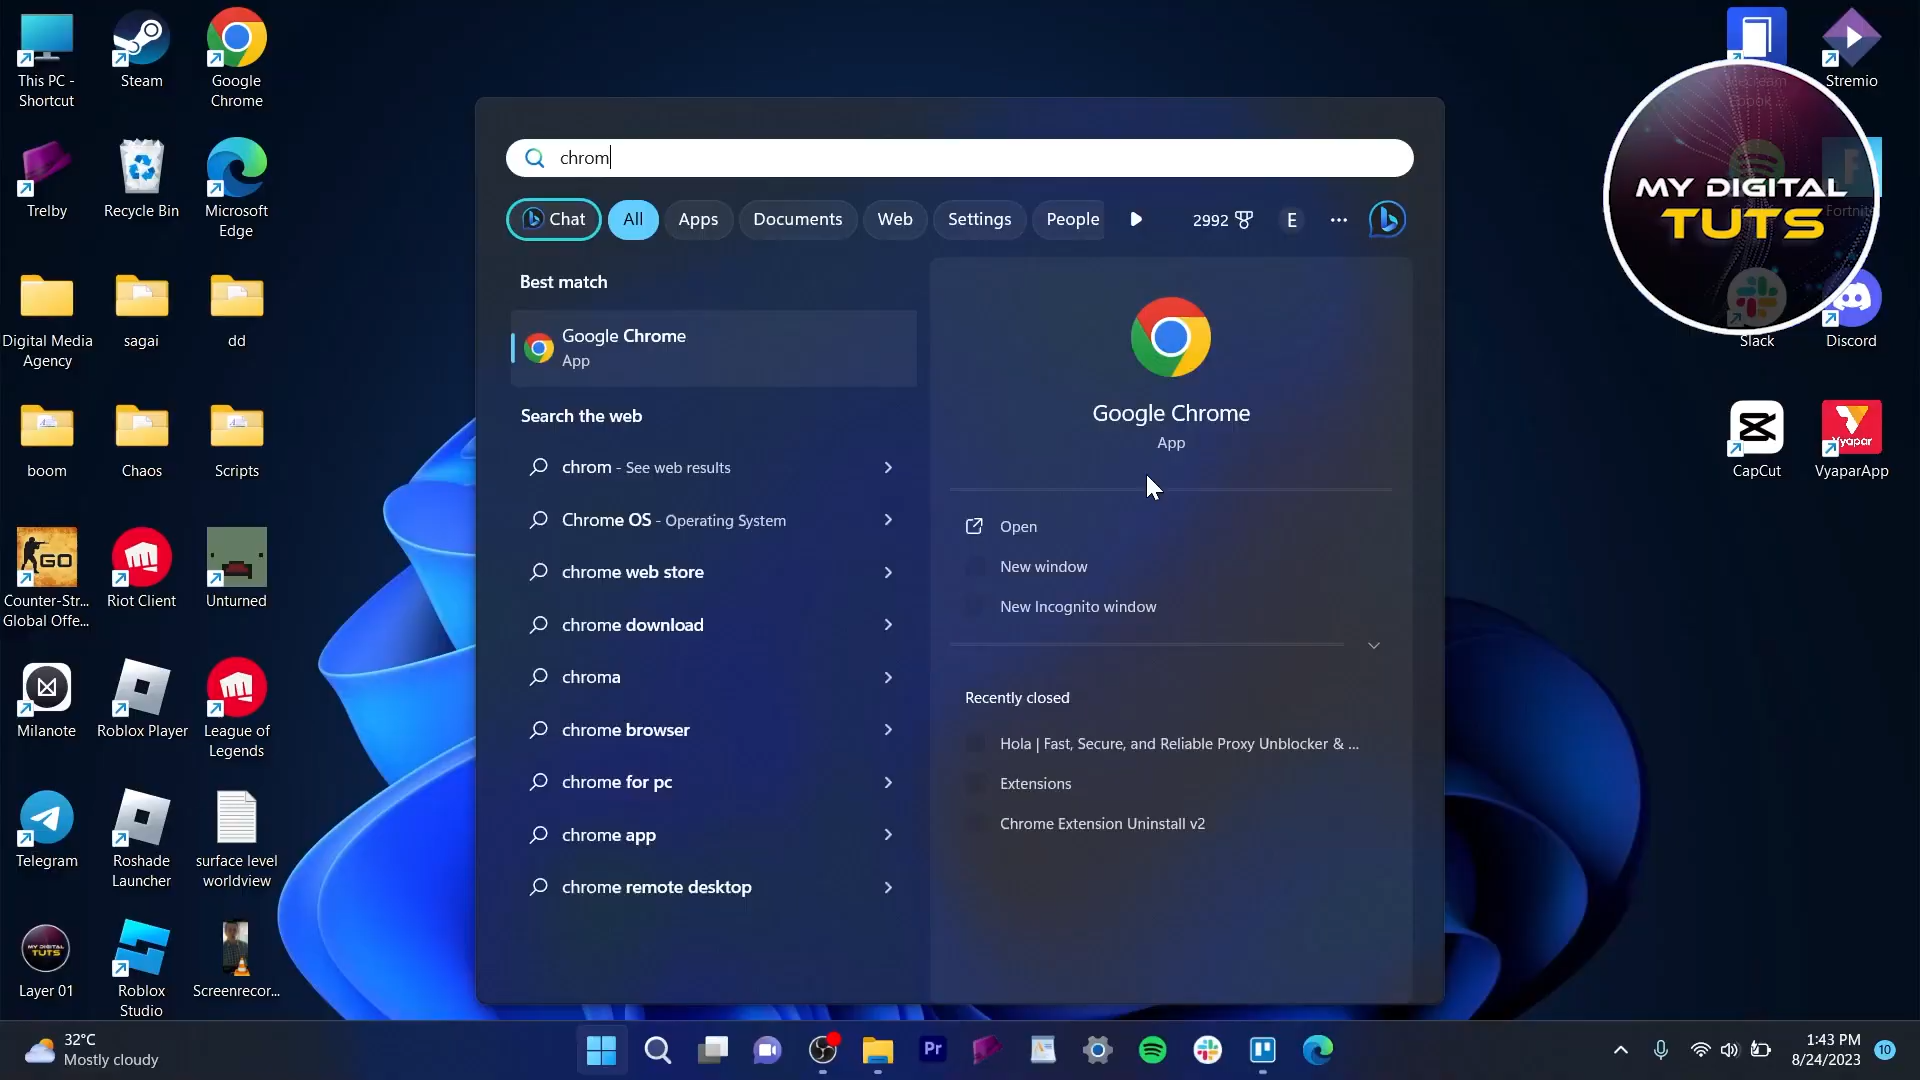 This PC -
Shortcut
Steam
Google
Chrome
Trelby
Recycle Bin
Microsoft
Edge
Digital Media
Agency
sagai
dd
boom
Chaos
Scripts
GO
Counter-Str...
Global Offe...
Riot Client
Unturned
Milanote
Roblox Player
League of
Legends
Telegram
Roshade
Launcher
surface level
worldview
MY DIGITAL
TUTS
Layer 01
Roblox
Studio
Screenrecor...
chrom
Chat
All
Apps
Documents
Web
Settings
People
2992
E
Best match
Google Chrome
App
Search the web
chrom - See web results
Chrome OS - Operating System
chrome web store
chrome download
chroma
chrome browser
chrome for pc
chrome app
chrome remote desktop
Google Chrome
App
Open
New window
New Incognito window
Recently closed
Hola | Fast, Secure, and Reliable Proxy Unblocker & ...
Extensions
Chrome Extension Uninstall v2
Stremio
MY DIGITAL
TUTS
Slack
Discord
CapCut
Vyapar
VyaparApp
32°C
Mostly cloudy
Pr
1:43 PM
8/24/2023
10